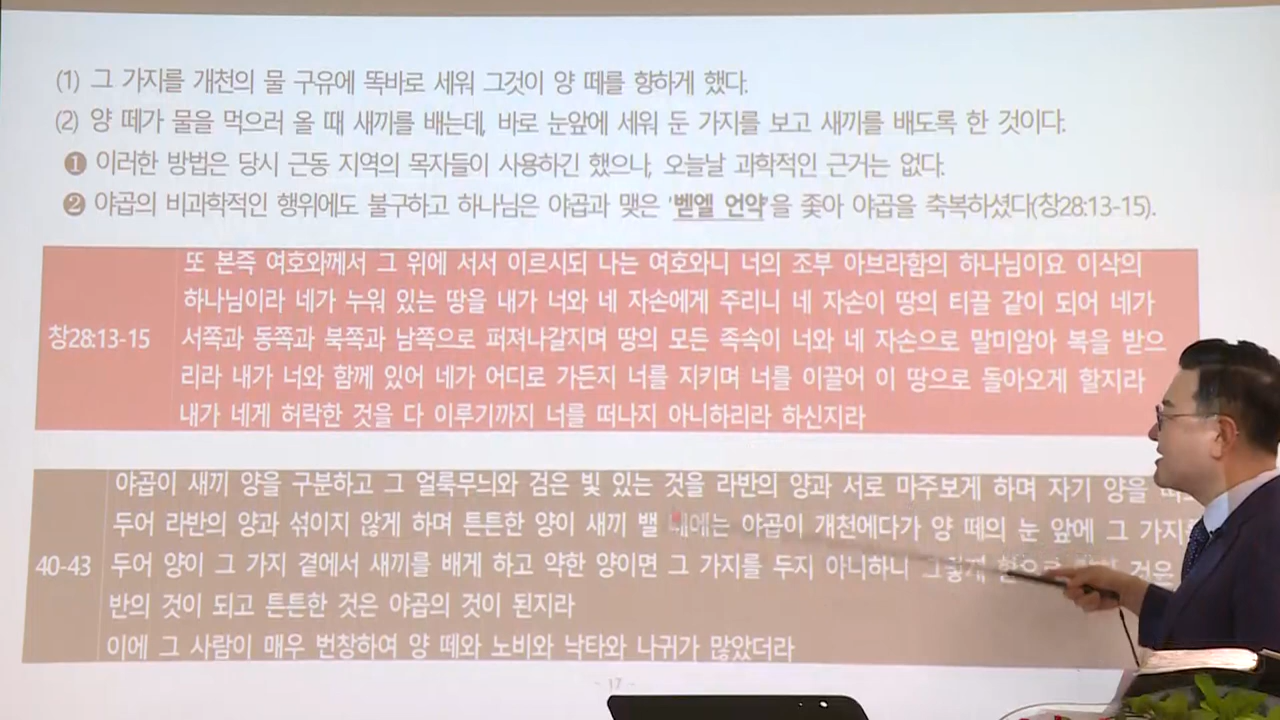 (1) 그 가지를 개천의 물 구유에 똑바로 세워 그것이 양 떼를 향하게 했다.
(2) 양 떼가 물을 먹으러 올 때 새끼를 배는데, 바로 눈앞에 세워 둔 가지를 보고 새끼를 배도록 한 것이다.
❶ 이러한 방법은 당시 근동 지역의 목자들이 사용하긴 했으나, 오늘날 과학적인 근거는 없다.
❷ 야곱의 비과학적인 행위에도 불구하고 하나님은 야곱과 맺은 '벧엘 언약'을 좇아 야곱을 축복하셨다(창28:13-15).
창28:13-15
또 본즉 여호와께서 그 위에 서서 이르시되 나는 여호와니 너의 조부 아브라함의 하나님이요 이삭의
하나님이라 네가 누워 있는 땅을 내가 너와 네 자손에게 주리니 네 자손이 땅의 티끌 같이 되어 네가
서쪽과 동쪽과 북쪽과 남쪽으로 퍼져나갈지며 땅의 모든 족속이 너와 네 자손으로 말미암아 복을 받으
리라 내가 너와 함께 있어 네가 어디로 가든지 너를 지키며 너를 이끌어 이 땅으로 돌아오게 할지라
내가 네게 허락한 것을 다 이루기까지 너를 떠나지 아니하리라 하신지라
40-43
야곱이 새끼 양을 구분하고 그 얼룩무늬와 검은 빛 있는 것을 라반의 양과 서로 마주보게 하며 자기 양을
두어 라반의 양과 섞이지 않게 하며 튼튼한 양이 새끼 밸 때에는 야곱이 개천에다가 양 떼의 눈 앞에 그 가지를
두어 양이 그 가지 곁에서 새끼를 배게 하고 약한 양이면 그 가지를 두지 아니하니 그렇게 함으로 것은
반의 것이 되고 튼튼한 것은 야곱의 것이 된지라
이에 그 사람이 매우 번창하여 양 떼와 노비와 낙타와 나귀가 많았더라
- 17 -